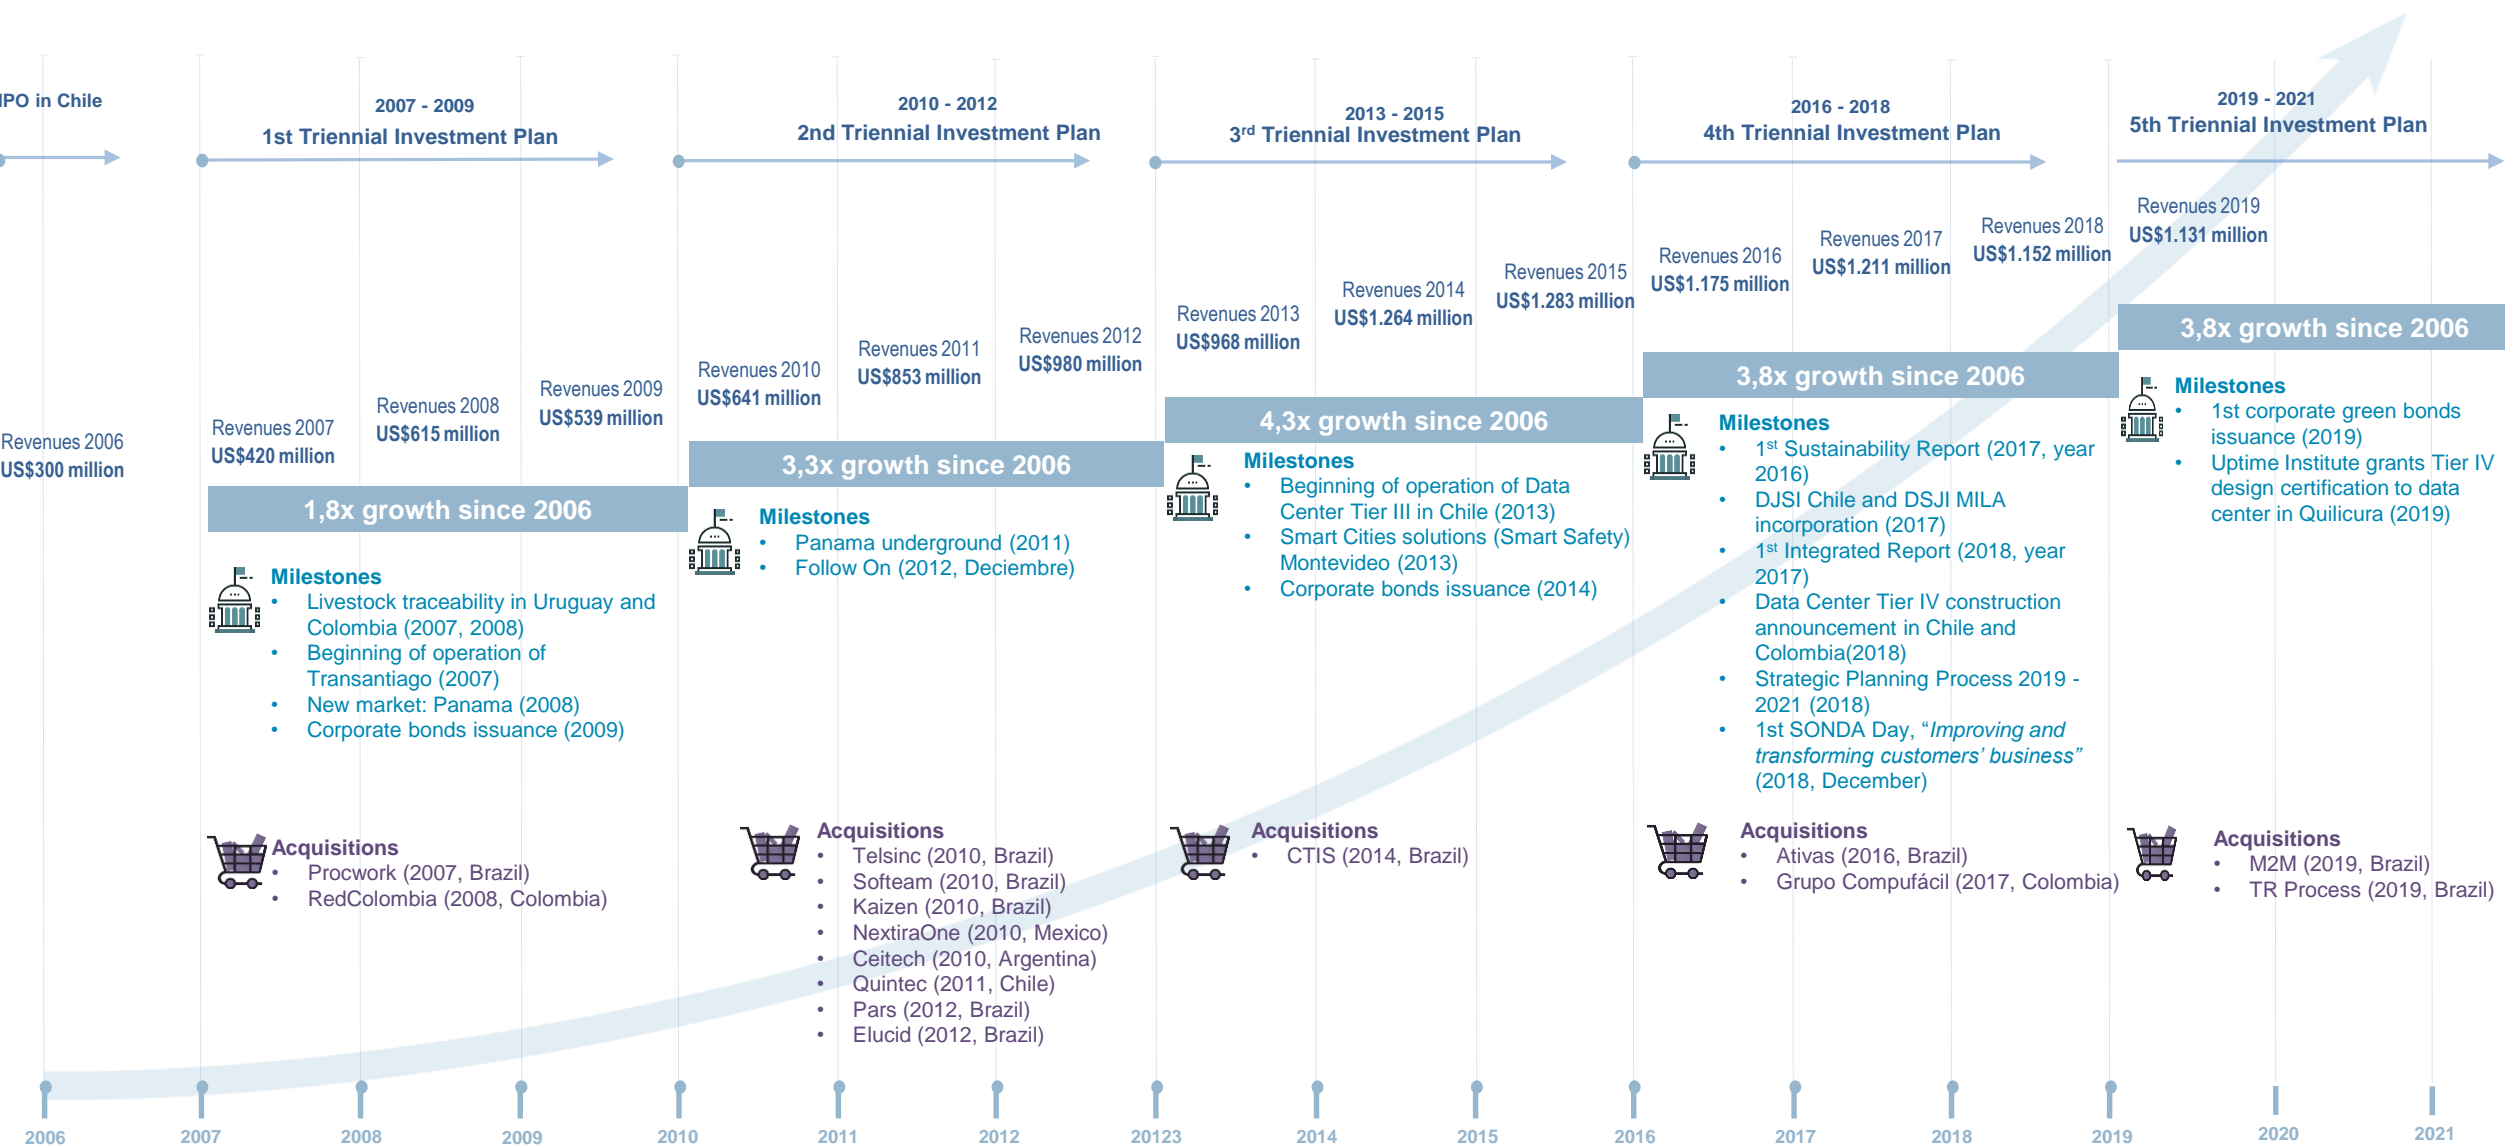 IPO in Chile
2007 - 2009
1st Triennial Investment Plan
2010 - 2012
2nd Triennial Investment Plan
2013 - 2015
3rd Triennial Investment Plan
2016 - 2018
4th Triennial Investment Plan
2019 - 2021
5th Triennial Investment Plan
Revenues 2006
US$300 million
Revenues 2007
US$420 million
Revenues 2008
US$615 million
Revenues 2009
US$539 million
Revenues 2010
US$641 million
Revenues 2011
US$853 million
Revenues 2012
US$980 million
Revenues 2013
US$968 million
Revenues 2014
US$1.264 million
Revenues 2015
US$1.283 million
Revenues 2016
US$1.175 million
Revenues 2017
US$1.211 million
Revenues 2018
US$1.152 million
Revenues 2019
US$1.131 million
1,8x growth since 2006
Milestones
• Livestock traceability in Uruguay and
Colombia (2007, 2008)
• Beginning of operation of
Transantiago (2007)
• New market: Panama (2008)
• Corporate bonds issuance (2009)
Acquisitions
• Procwork (2007, Brazil)
• RedColombia (2008, Colombia)
3,3x growth since 2006
Milestones
• Panama underground (2011)
• Follow On (2012, Deciembre)
Acquisitions
• Telsinc (2010, Brazil)
• Softeam (2010, Brazil)
• Kaizen (2010, Brazil)
• NextiraOne (2010, Mexico)
• Ceitech (2010, Argentina)
• Quintec (2011, Chile)
• Pars (2012, Brazil)
• Elucid (2012, Brazil)
4,3x growth since 2006
Milestones
• Beginning of operation of Data
Center Tier III in Chile (2013)
• Smart Cities solutions (Smart Safety)
Montevideo (2013)
• Corporate bonds issuance (2014)
Acquisitions
• CTIS (2014, Brazil)
3,8x growth since 2006
Milestones
• 1st Sustainability Report (2017, year
2016)
• DJSI Chile and DSJI MILA
incorporation (2017)
• 1st Integrated Report (2018, year
2017)
• Data Center Tier IV construction
announcement in Chile and
Colombia(2018)
• Strategic Planning Process 2019 -
2021 (2018)
• 1st SONDA Day, “Improving and
transforming customers’ business”
(2018, December)
Acquisitions
• Ativas (2016, Brazil)
• Grupo Compufácil (2017, Colombia)
3,8x growth since 2006
Milestones
• 1st corporate green bonds
issuance (2019)
• Uptime Institute grants Tier IV
design certification to data
center in Quilicura (2019)
Acquisitions
• M2M (2019, Brazil)
• TR Process (2019, Brazil)
2006
2007
2008
2009
2010
2011
2012
20123
2014
2015
2016
2017
2018
2019
2020
2021